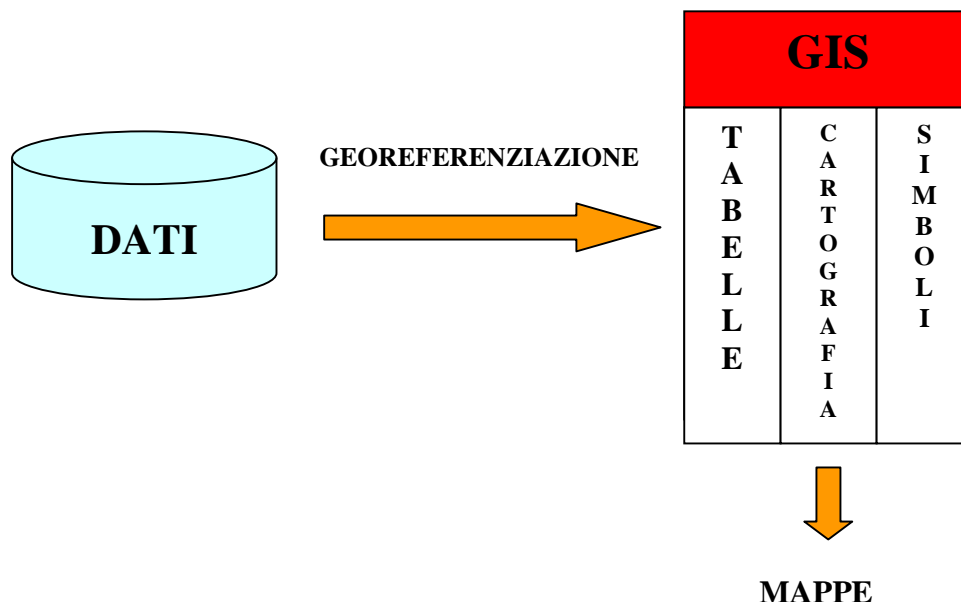 GIS
GEOREFERENZIAZIONE
DATI
TABELLE
CARTOGRAFIA
SIMBOLI
MAPPE